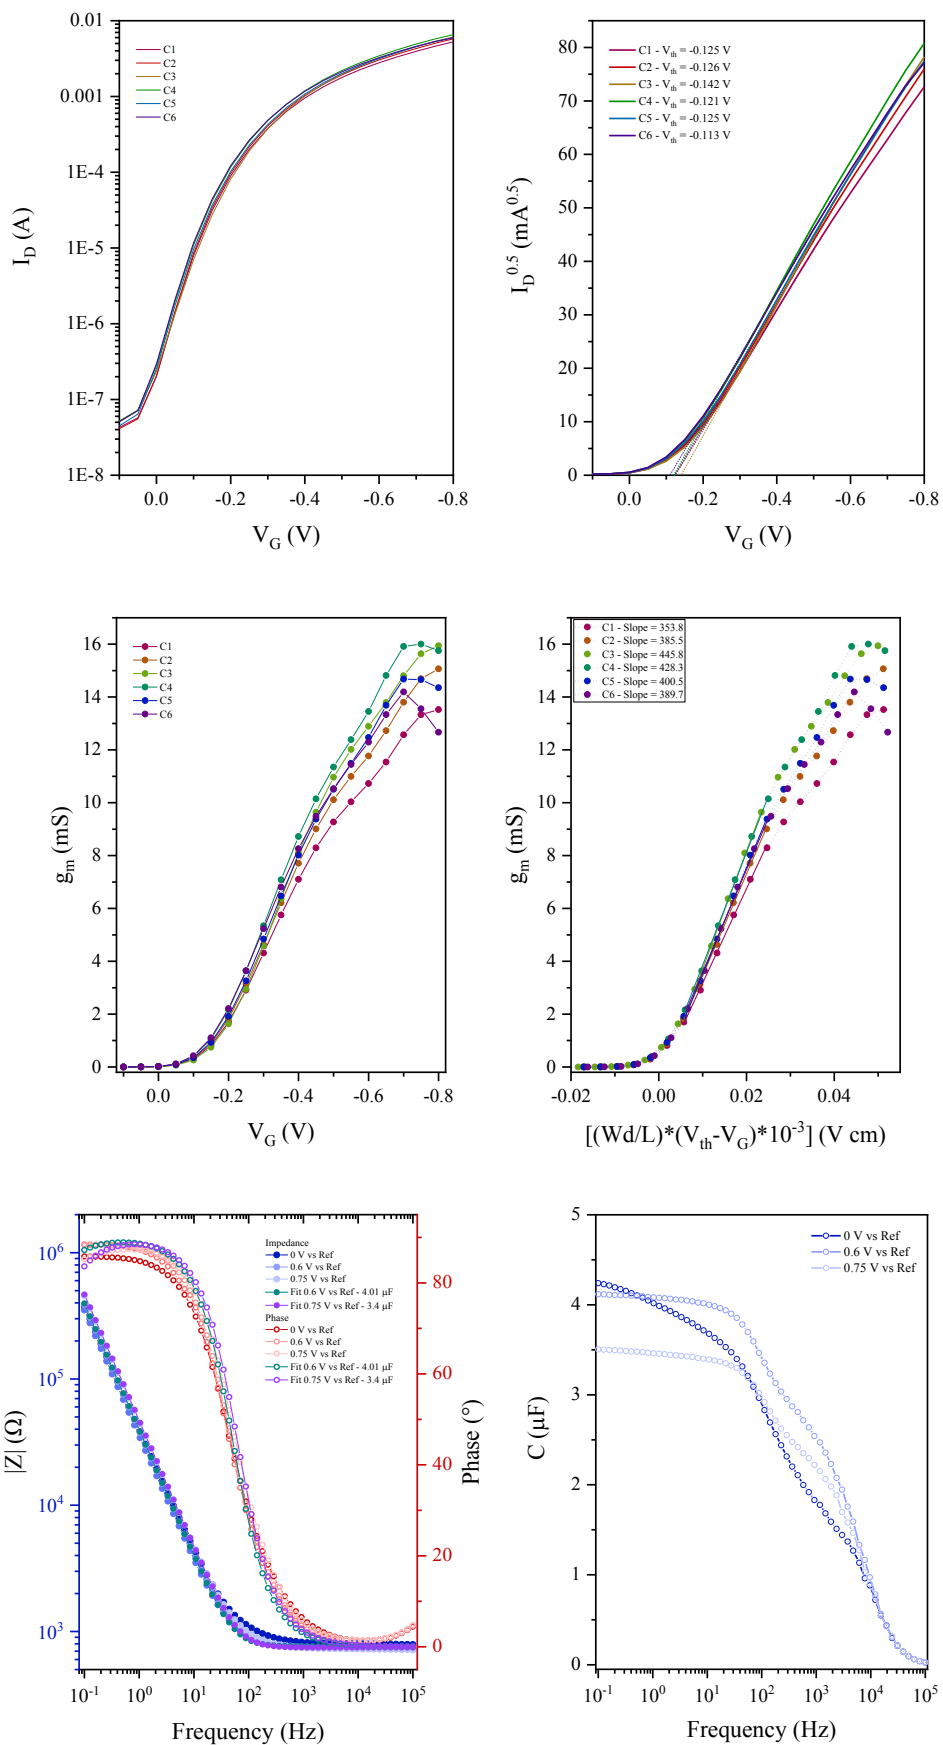 0.01
0.001
1E-4
1E-5
1E-6
1E-7
1E-8
I_D (A)
C1
C2
C3
C4
C5
C6
0.0
-0.2
-0.4
-0.6
-0.8
V_G (V)
80
70
60
50
40
30
20
10
0
I_D^0.5 (mA^0.5)
C1 - V_th = -0.125 V
C2 - V_th = -0.126 V
C3 - V_th = -0.142 V
C4 - V_th = -0.121 V
C5 - V_th = -0.125 V
C6 - V_th = -0.113 V
0.0
-0.2
-0.4
-0.6
-0.8
V_G (V)
16
14
12
10
8
6
4
2
0
g_m (mS)
C1
C2
C3
C4
C5
C6
0.0
-0.2
-0.4
-0.6
-0.8
V_G (V)
16
14
12
10
8
6
4
2
0
g_m (mS)
C1 - Slope = 353.8
C2 - Slope = 385.5
C3 - Slope = 445.8
C4 - Slope = 428.3
C5 - Slope = 400.5
C6 - Slope = 389.7
-0.02
0.00
0.02
0.04
[(Wd/L)*(V_th-V_G)*10^-3] (V cm)
10^6
10^5
10^4
10^3
|Z| (Ω)
Impedance
0 V vs Ref
0.6 V vs Ref
0.75 V vs Ref
Fit 0.6 V vs Ref - 4.01 μF
Fit 0.75 V vs Ref - 3.4 μF
Phase
0 V vs Ref
0.6 V vs Ref
0.75 V vs Ref
Fit 0.6 V vs Ref - 4.01 μF
Fit 0.75 V vs Ref - 3.4 μF
80
60
40
20
0
Phase (°)
10^-1
10^0
10^1
10^2
10^3
10^4
10^5
Frequency (Hz)
5
4
3
2
1
0
C (μF)
0 V vs Ref
0.6 V vs Ref
0.75 V vs Ref
10^-1
10^0
10^1
10^2
10^3
10^4
10^5
Frequency (Hz)